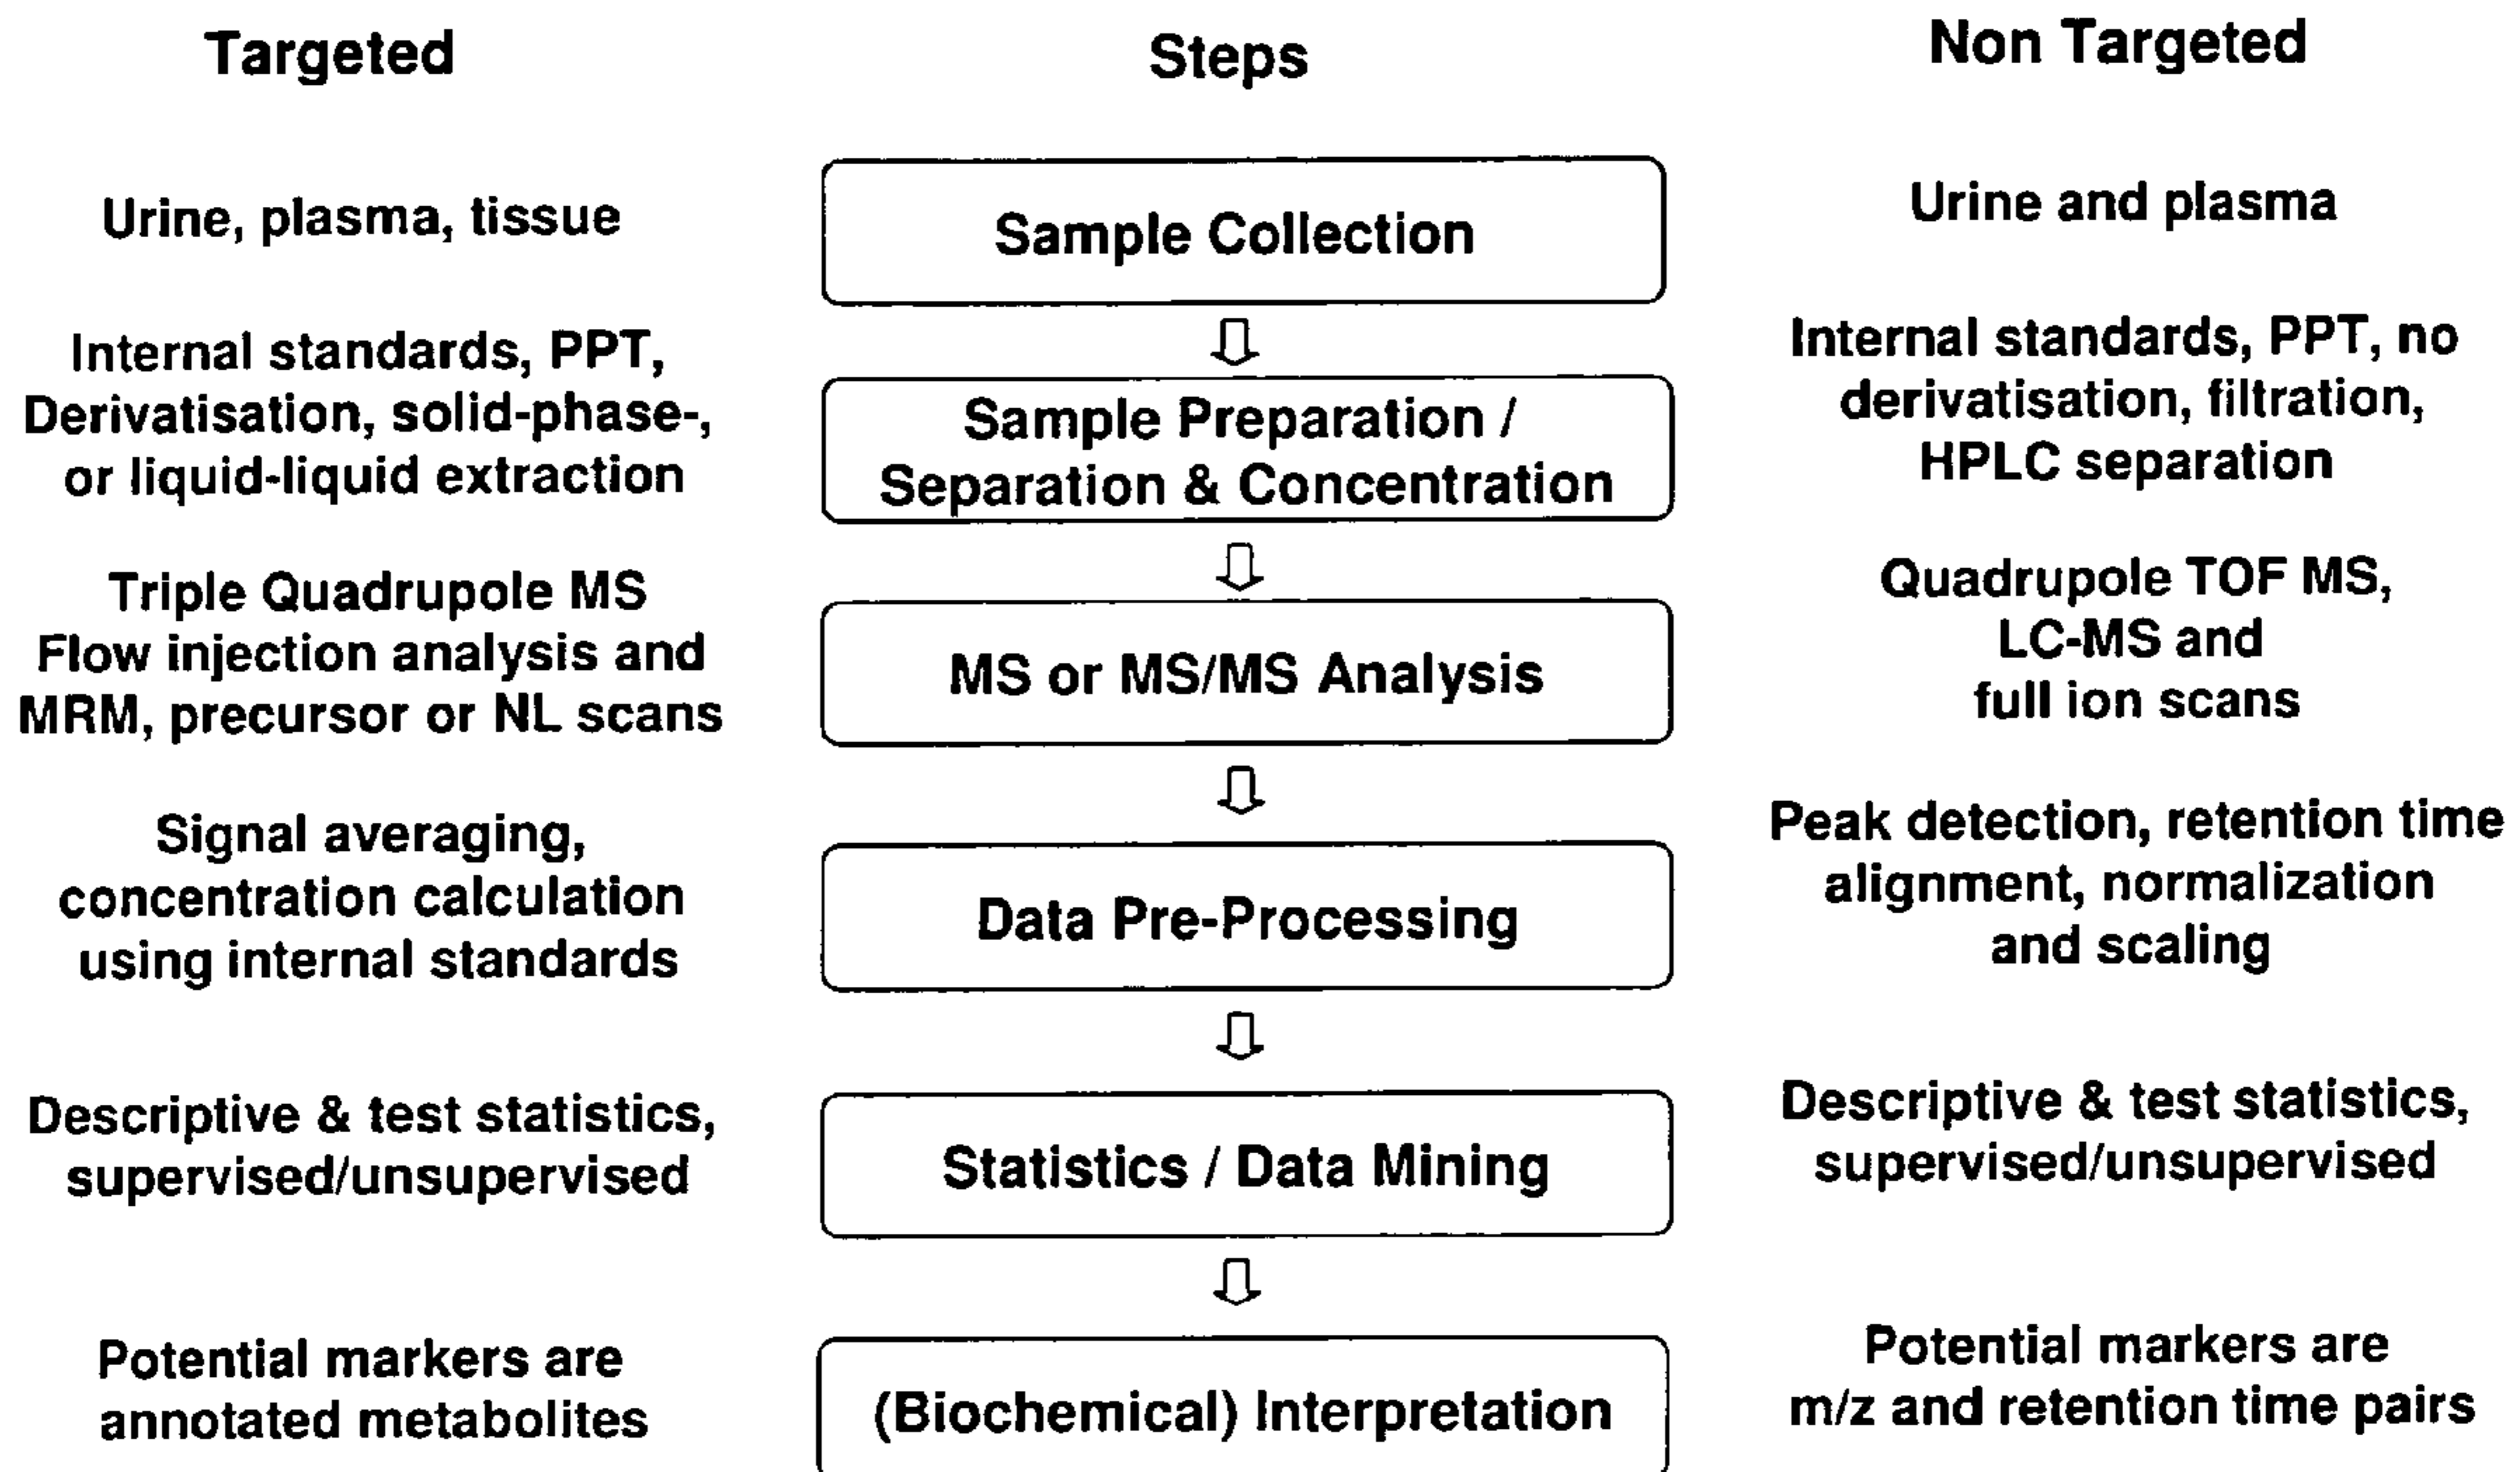 Targeted
Steps
Non Targeted
Urine, plasma, tissue
Sample Collection
Urine and plasma
Internal standards, PPT,
Derivatisation, solid-phase-,
or liquid-liquid extraction
Sample Preparation /
Separation & Concentration
Internal standards, PPT, no
derivatisation, filtration,
HPLC separation
Triple Quadrupole MS
Flow injection analysis and
MRM, precursor or NL scans
MS or MS/MS Analysis
Quadrupole TOF MS,
LC-MS and
full ion scans
Signal averaging,
concentration calculation
using internal standards
Data Pre-Processing
Peak detection, retention time
alignment, normalization
and scaling
Descriptive & test statistics,
supervised/unsupervised
Statistics / Data Mining
Descriptive & test statistics,
supervised/unsupervised
Potential markers are
annotated metabolites
(Biochemical) Interpretation
Potential markers are
m/z and retention time pairs